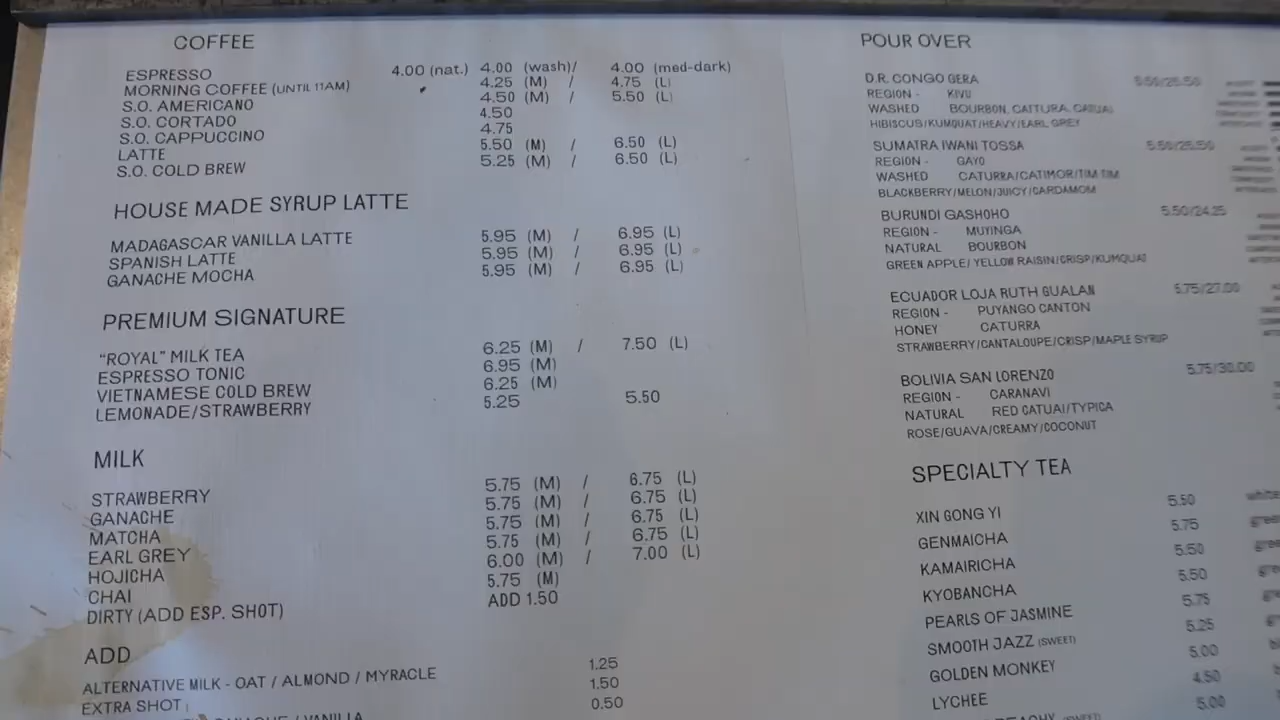 COFFEE
ESPRESSO 4.00 (nat.) 4.00 (wash)/ 4.00 (med-dark)
MORNING COFFEE (UNTIL 11AM) 4.25 (M) / 4.75 (L)
S.O. AMERICANO 4.50 (M) / 5.50 (L)
S.O. CORTADO 4.50
S.O. CAPPUCCINO 4.75
LATTE 5.50 (M) / 6.50 (L)
S.O. COLD BREW 5.25 (M) / 6.50 (L)
HOUSE MADE SYRUP LATTE
MADAGASCAR VANILLA LATTE 5.95 (M) / 6.95 (L)
SPANISH LATTE 5.95 (M) / 6.95 (L)
GANACHE MOCHA 5.95 (M) / 6.95 (L)
PREMIUM SIGNATURE
"ROYAL" MILK TEA 6.25 (M) / 7.50 (L)
ESPRESSO TONIC 6.95 (M)
VIETNAMESE COLD BREW 6.25 (M)
LEMONADE/STRAWBERRY 5.25 5.50
MILK
STRAWBERRY 5.75 (M) / 6.75 (L)
GANACHE 5.75 (M) / 6.75 (L)
MATCHA 5.75 (M) / 6.75 (L)
EARL GREY 5.75 (M) / 6.75 (L)
HOJICHA 6.00 (M) / 7.00 (L)
CHAI 5.75 (M)
DIRTY (ADD ESP. SHOT) ADD 1.50
ADD
ALTERNATIVE MILK - OAT / ALMOND / MYRACLE 1.25
EXTRA SHOT 1.50
GANACHE / VANILLA 0.50
POUR OVER
D.R. CONGO GERA
REGION - KIVU
WASHED BOURBON, CATTURA, CATUAI
HIBISCUS/KUMQUAT/HEAVY/EARL GREY
SUMATRA IWANI TOSSA 5.50/25.50
REGION - GAYO
WASHED CATURRA/CATIMOR/TIM TIM
BLACKBERRY/MELON/JUICY/CARDAMOM
BURUNDI GASHOHO 5.50/24.25
REGION - MUYINGA
NATURAL BOURBON
GREEN APPLE/ YELLOW RAISIN/CRISP/KUMQUAT
ECUADOR LOJA RUTH GUALAN 5.75/27.00
REGION - PUYANGO CANTON
HONEY CATURRA
STRAWBERRY/CANTALOUPE/CRISP/MAPLE SYRUP
BOLIVIA SAN LORENZO 5.75/30.00
REGION - CARANAVI
NATURAL RED CATUAI/TYPICA
ROSE/GUAVA/CREAMY/COCONUT
SPECIALTY TEA
XIN GONG YI 5.50
GENMAICHA 5.75
KAMAIRICHA 5.50
KYOBANCHA 5.50
PEARLS OF JASMINE 5.75
SMOOTH JAZZ (SWEET) 5.25
GOLDEN MONKEY 5.00
LYCHEE 4.50
(SWEET) 5.00